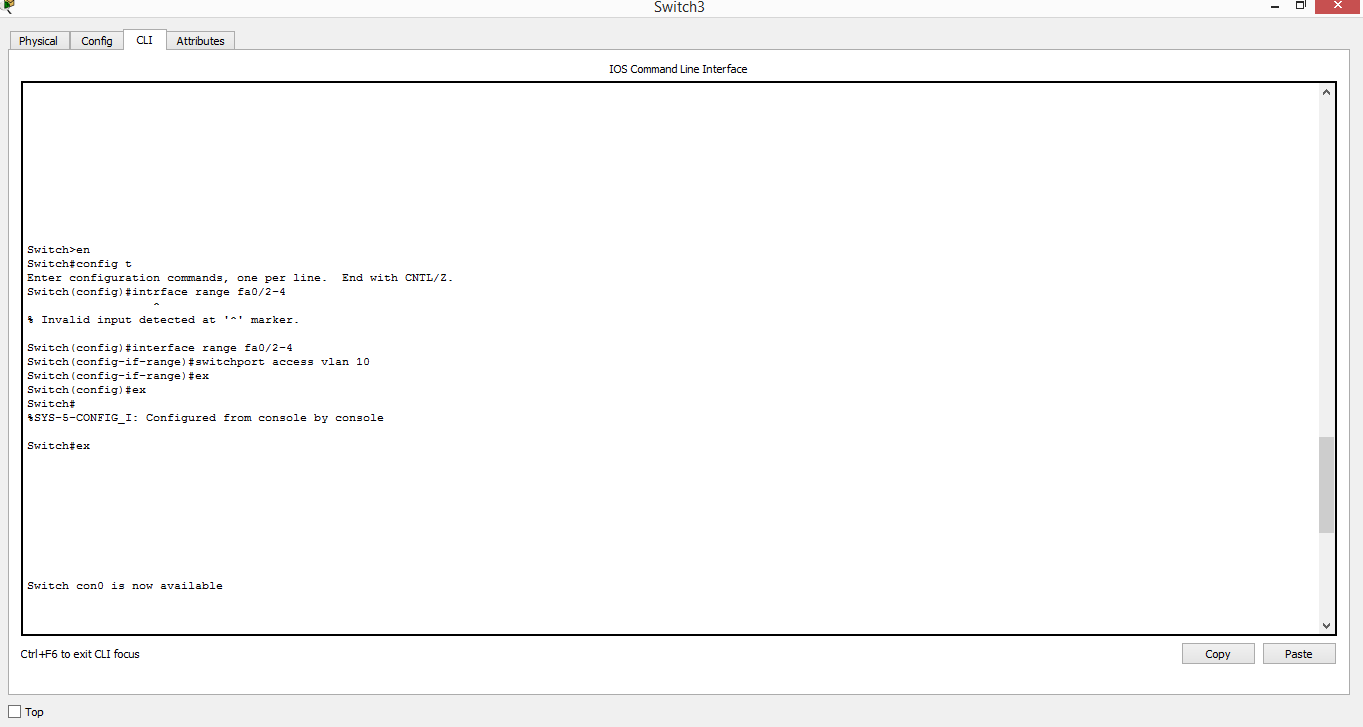 Switch3
Physical Config CLI Attributes
IOS Command Line Interface
Switch>en
Switch#config t
Enter configuration commands, one per line.  End with CNTL/Z.
Switch(config)#intrface range fa0/2-4
^
% Invalid input detected at '^' marker.
Switch(config)#interface range fa0/2-4
Switch(config-if-range)#switchport access vlan 10
Switch(config-if-range)#ex
Switch(config)#ex
Switch#
%SYS-5-CONFIG_I: Configured from console by console
Switch#ex
Switch con0 is now available
Ctrl+F6 to exit CLI focus
Copy Paste
Top